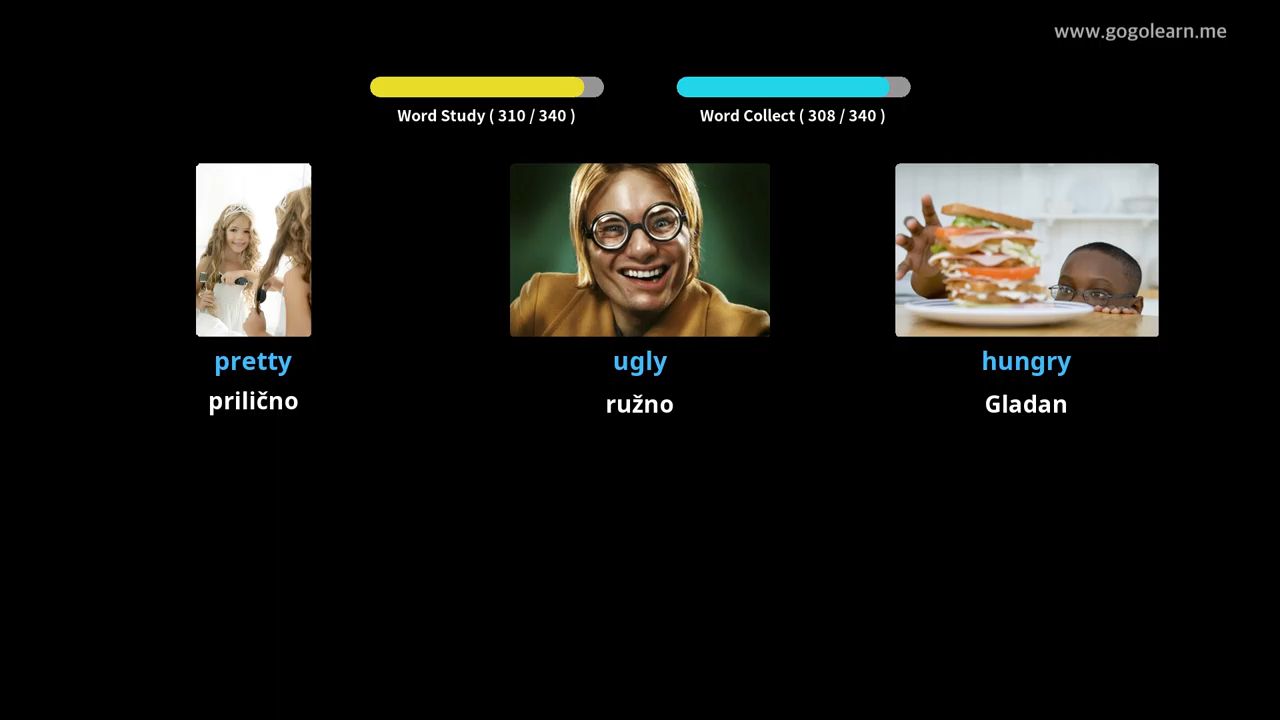 www.gogolearn.me
Word Study ( 310 / 340 )
Word Collect ( 308 / 340 )
pretty
ugly
hungry
prilično
ružno
Gladan